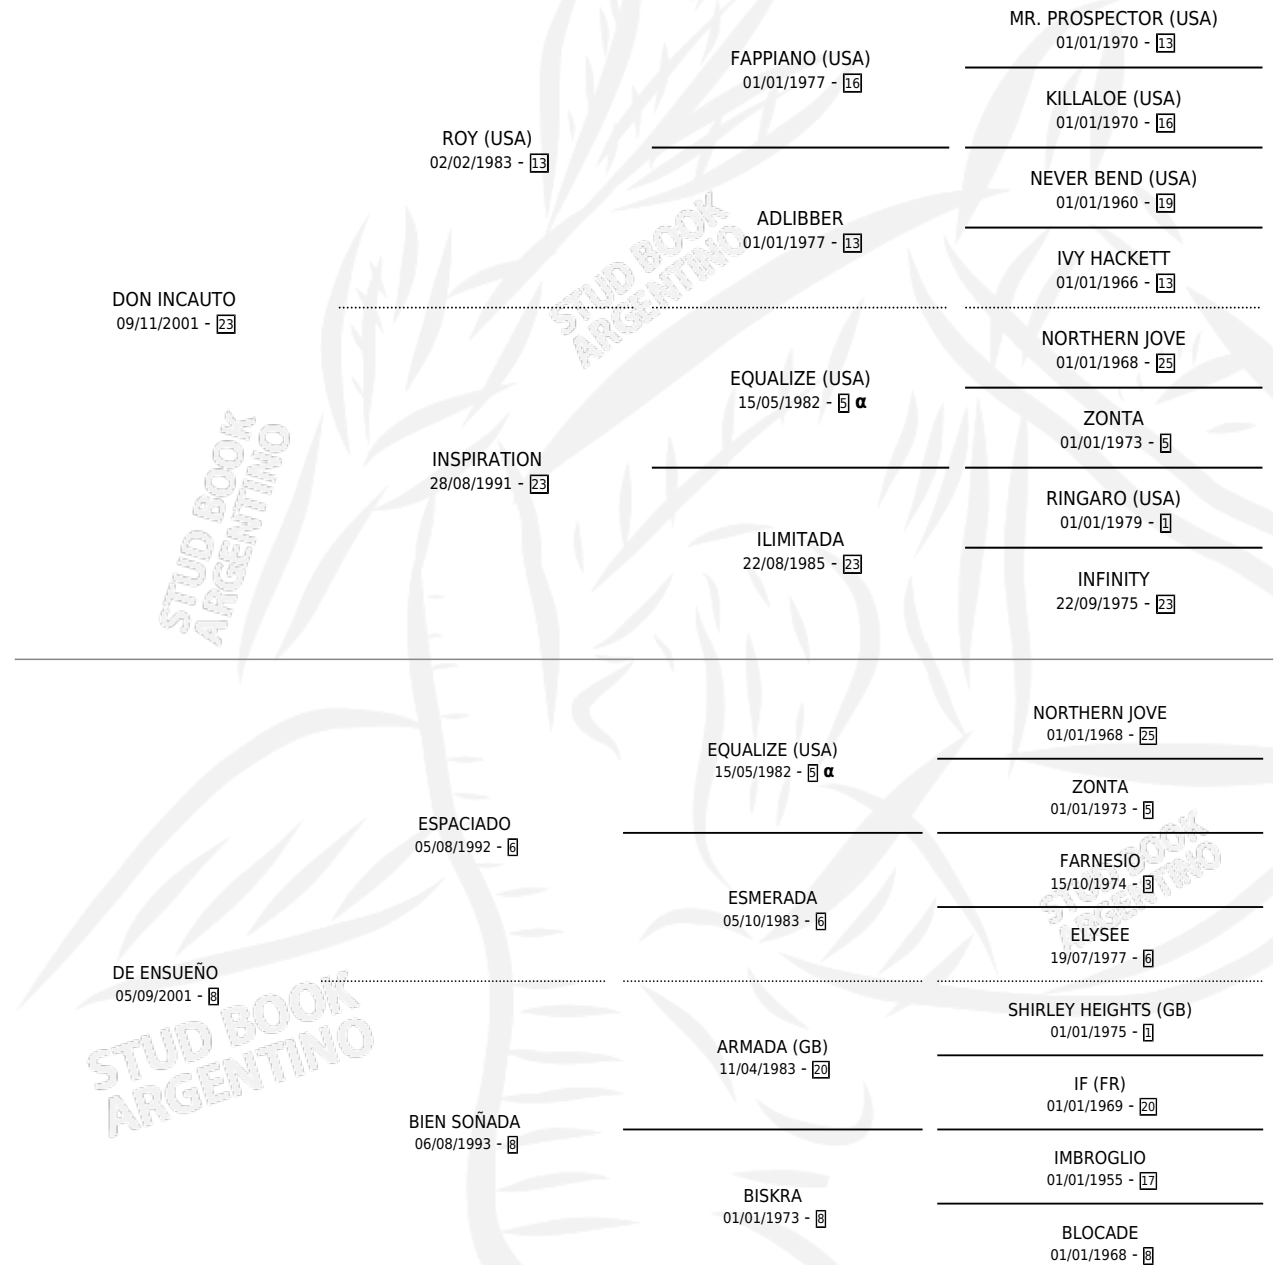 MR. PROSPECTOR (USA)
01/01/1970 - 13
FAPPIANO (USA)
01/01/1977 - 16
KILLALOE (USA)
01/01/1970 - 16
ROY (USA)
02/02/1983 - 13
NEVER BEND (USA)
01/01/1960 - 19
ADLIBBER
01/01/1977 - 13
IVY HACKETT
01/01/1966 - 13
DON INCAUTO
09/11/2001 - 23
NORTHERN JOVE
01/01/1968 - 25
EQUALIZE (USA)
15/05/1982 - 5 α
ZONTA
01/01/1973 - 5
INSPIRATION
28/08/1991 - 23
RINGARO (USA)
01/01/1979 - 1
ILIMITADA
22/08/1985 - 23
INFINITY
22/09/1975 - 23
NORTHERN JOVE
01/01/1968 - 25
EQUALIZE (USA)
15/05/1982 - 5 α
ZONTA
01/01/1973 - 5
ESPACIADO
05/08/1992 - 6
FARNESIO
15/10/1974 - 3
ESMERADA
05/10/1983 - 6
ELYSEE
19/07/1977 - 6
DE ENSUEÑO
05/09/2001 - 8
SHIRLEY HEIGHTS (GB)
01/01/1975 - 1
ARMADA (GB)
11/04/1983 - 20
IF (FR)
01/01/1969 - 20
BIEN SOÑADA
06/08/1993 - 8
IMBROGLIO
01/01/1955 - 17
BISKRA
01/01/1973 - 8
BLOCADE
01/01/1968 - 8
STUD BOOK
ARGENTINO
STUD BOOK
ARGENTINO
STUD BOOK
ARGENTINO
STUD BOOK
ARGENTINO